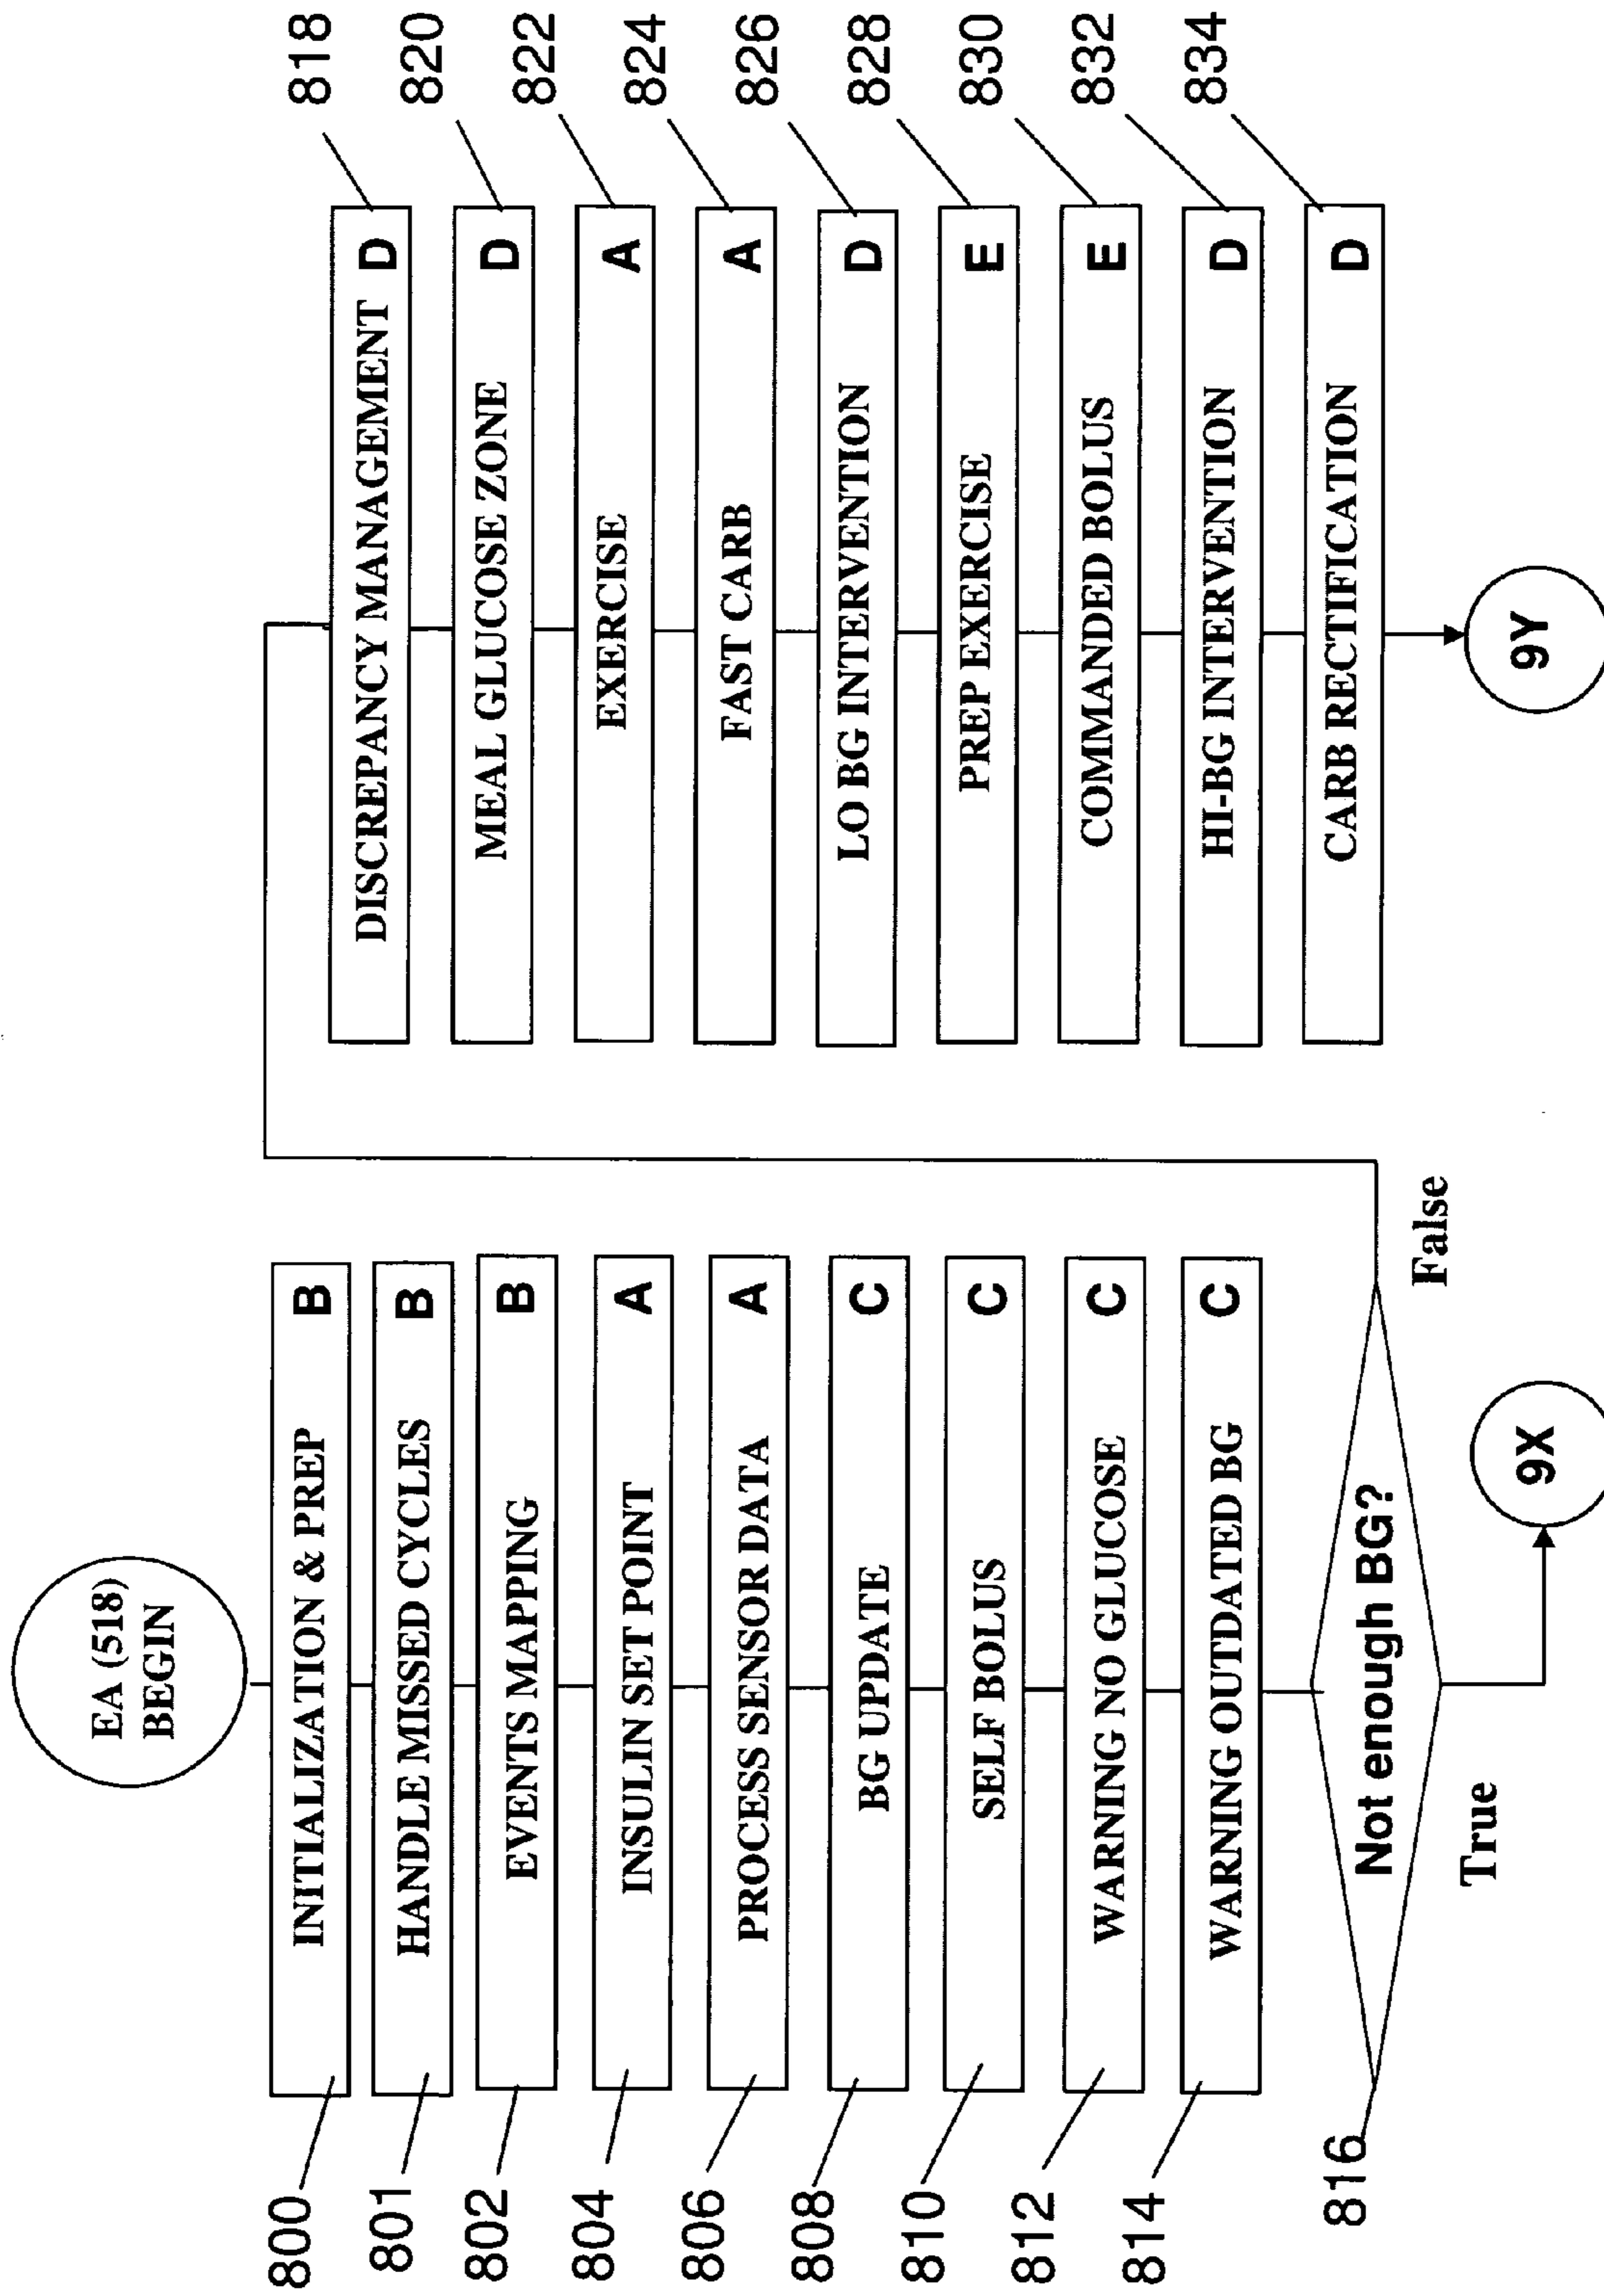 EA (518)
BEGIN
800 INITIALIZATION & PREP B
801 HANDLE MISSED CYCLES B
802 EVENTS MAPPING B
804 INSULIN SET POINT A
806 PROCESS SENSOR DATA A
808 BG UPDATE C
810 SELF BOLUS C
812 WARNING NO GLUCOSE C
814 WARNING OUTDATED BG C
816 Not enough BG?
False
True
9X
DISCREPANCY MANAGEMENT D 818
MEAL GLUCOSE ZONE D 820
EXERCISE A 822
FAST CARB A 824
LO BG INTERVENTION D 826
PREP EXERCISE E 828
COMMANDED BOLUS E 830
HI-BG INTERVENTION D 832
CARB RECTIFICATION D 834
9Y